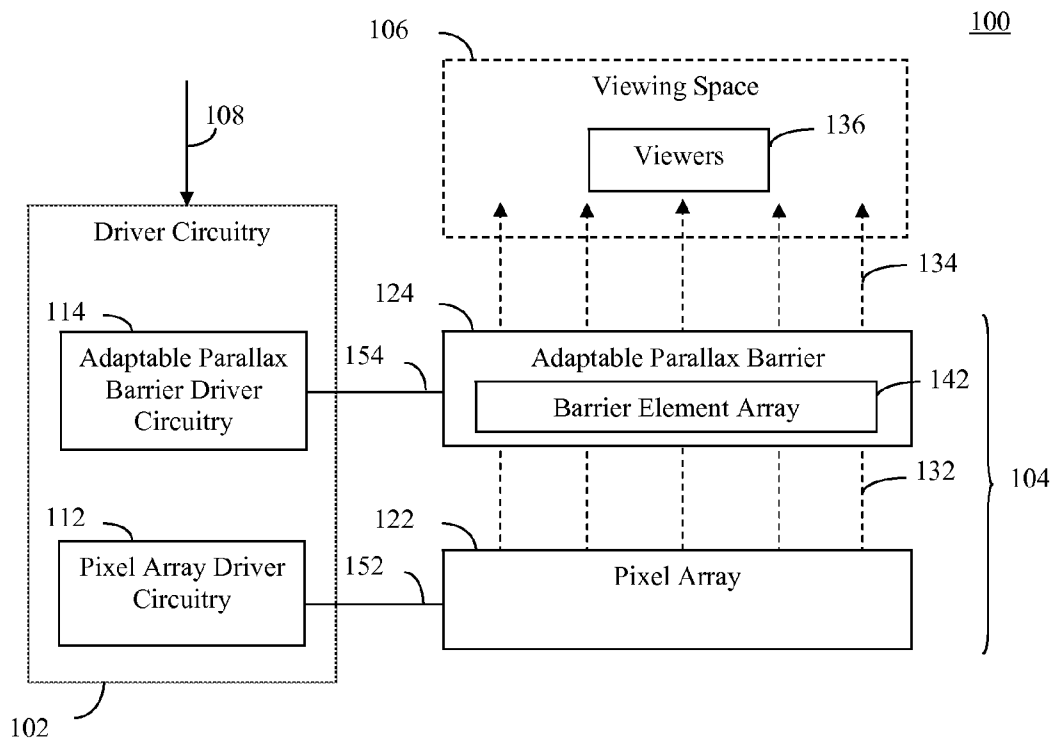 100
106
Viewing Space
108
136
Viewers
Driver Circuitry
134
124
114
Adaptable Parallax
Barrier Driver
Circuitry
154
Adaptable Parallax Barrier
142
Barrier Element Array
132
104
112
122
Pixel Array Driver
Circuitry
152
Pixel Array
102